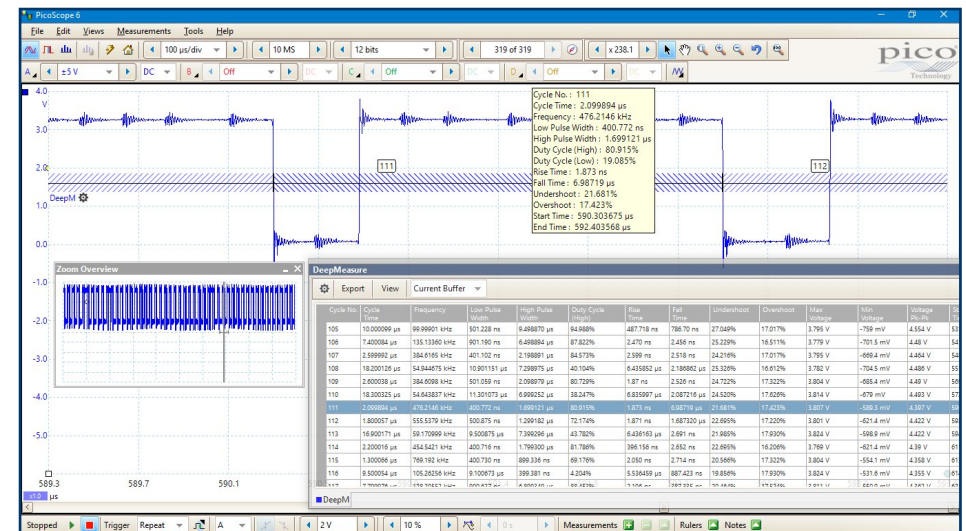 PicoScope 6
File Edit Views Measurements Tools Help
100 µs/div 10 MS 12 bits 319 of 319 x 238.1
pico
Technology
A ±5 V DC B Off DC C Off DC D Off DC
4.0
V
3.0
2.0
1.0
0.0
-1.0
-2.0
-3.0
-4.0
-5.0
DeepM
111
112
Cycle No. : 111
Cycle Time : 2.099894 µs
Frequency : 476.2146 kHz
Low Pulse Width : 400.772 ns
High Pulse Width : 1.699121 µs
Duty Cycle (High) : 80.915%
Duty Cycle (Low) : 19.085%
Rise Time : 1.873 ns
Fall Time : 6.98719 µs
Undershoot : 21.681%
Overshoot : 17.423%
Start Time : 590.303675 µs
End Time : 592.403568 µs
Zoom Overview
DeepMeasure
Export View Current Buffer
Cycle No. Cycle Time Frequency Low Pulse Width High Pulse Width Duty Cycle (High) Rise Time Fall Time Undershoot Overshoot Max Voltage Min Voltage Voltage Pk-Pk
105 10.000099 µs 99.99901 kHz 501.228 ns 9.498870 µs 94.988% 487.718 ns 786.70 ns 27.049% 17.017% 3.795 V -759 mV 4.554 V
106 7.400084 µs 135.13360 kHz 901.190 ns 6.498894 µs 87.822% 2.470 ns 2.456 ns 25.229% 16.511% 3.779 V -701.5 mV 4.48 V
107 2.599992 µs 384.6165 kHz 401.102 ns 2.198891 µs 84.573% 2.599 ns 2.518 ns 24.216% 17.017% 3.795 V -669.4 mV 4.464 V
108 18.200126 µs 54.944675 kHz 10.901151 µs 7.298975 µs 40.104% 6.435852 µs 2.186862 µs 25.326% 16.612% 3.782 V -704.5 mV 4.486 V
109 2.600038 µs 384.6098 kHz 501.059 ns 2.098979 µs 80.729% 1.87 ns 2.526 ns 24.722% 17.322% 3.804 V -685.4 mV 4.49 V
110 18.300325 µs 54.643837 kHz 11.301073 µs 6.999252 µs 38.247% 6.835997 µs 2.087216 µs 24.520% 17.626% 3.814 V -679 mV 4.493 V
111 2.099894 µs 476.2146 kHz 400.772 ns 1.699121 µs 80.915% 1.873 ns 6.98719 µs 21.681% 17.423% 3.807 V -589.3 mV 4.397 V
112 1.800057 µs 555.5379 kHz 500.875 ns 1.299182 µs 72.174% 1.871 ns 1.687320 µs 22.695% 17.220% 3.801 V -621.4 mV 4.422 V
113 16.900171 µs 59.170999 kHz 9.500875 µs 7.399296 µs 43.782% 6.436163 µs 2.691 ns 21.985% 17.930% 3.824 V -598.9 mV 4.422 V
114 2.200016 µs 454.5421 kHz 400.716 ns 1.799300 µs 81.786% 396.156 ns 2.652 ns 22.695% 16.206% 3.769 V -621.4 mV 4.39 V
115 1.300066 µs 769.192 kHz 400.730 ns 899.336 ns 69.176% 2.050 ns 2.714 ns 20.566% 17.322% 3.804 V -554.1 mV 4.358 V
116 9.500054 µs 105.26256 kHz 9.100673 µs 399.381 ns 4.204% 5.536459 µs 887.423 ns 19.856% 17.930% 3.824 V -531.6 mV 4.355 V
DeepM
589.3 589.7 590.1
x1.0 µs
Stopped Trigger Repeat A 2 V 10 % 0 s Measurements Rulers Notes